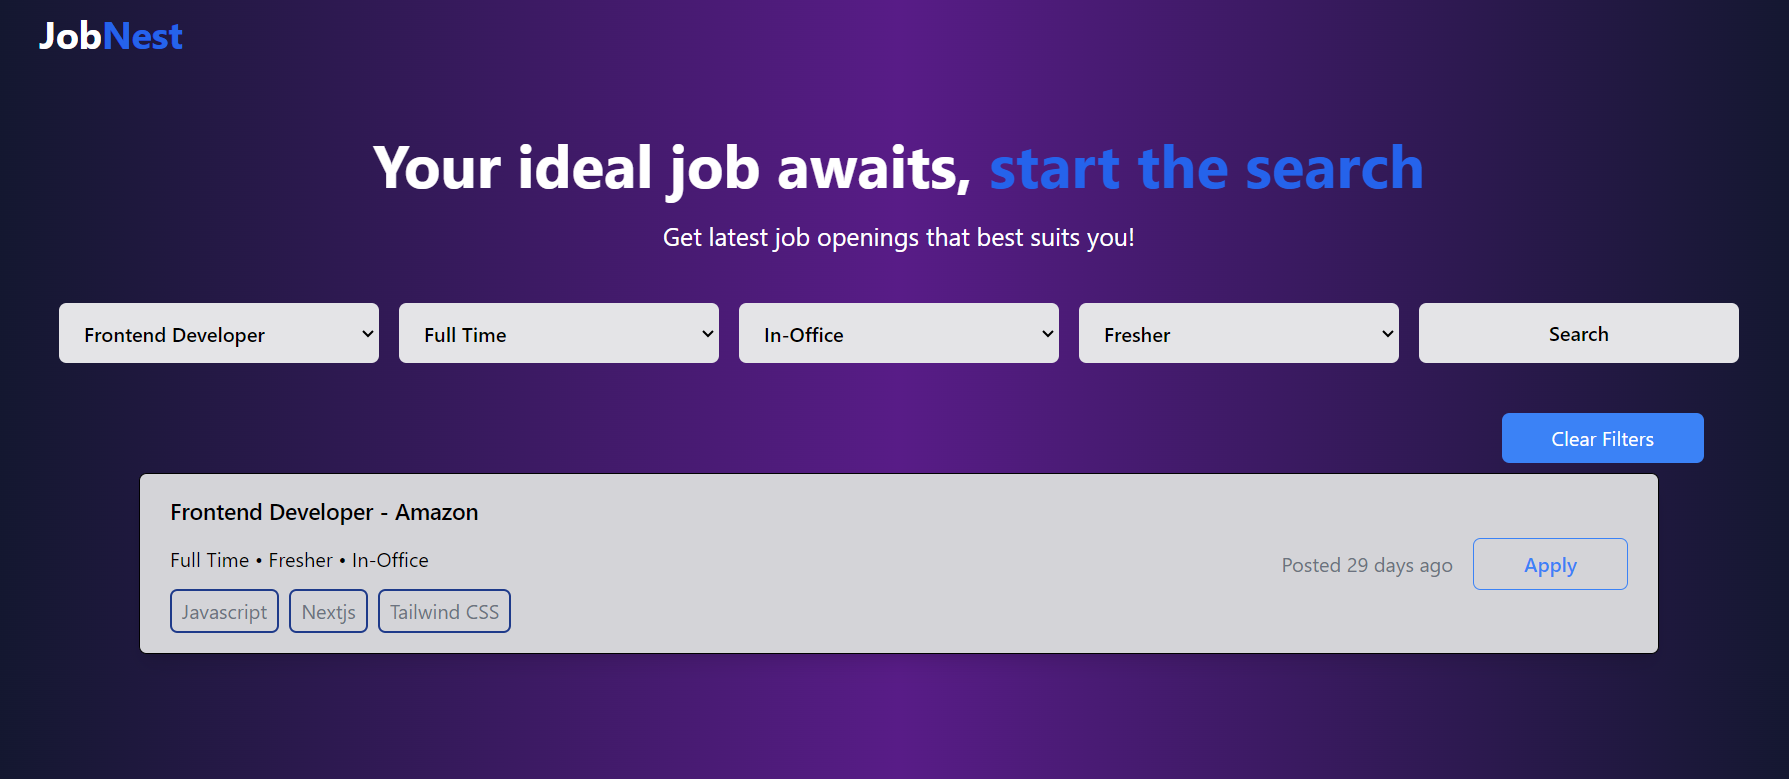 JobNest
Your ideal job awaits, start the search
Get latest job openings that best suits you!
Frontend Developer Full Time In-Office Fresher Search
Clear Filters
Frontend Developer - Amazon
Full Time • Fresher • In-Office
Posted 29 days ago Apply
Javascript Nextjs Tailwind CSS